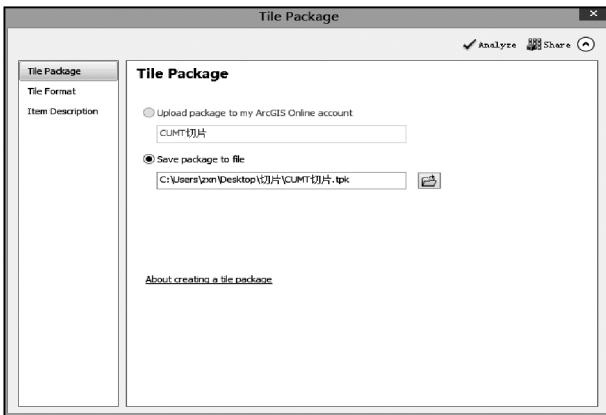 Tile Package
Analyze Share
Tile Package
Tile Format
Item Description
Tile Package
Upload package to my ArcGIS Online account
CUMT切片
Save package to file
C:\Users\zxn\Desktop\切片\CUMT切片.tpk
About creating a tile package